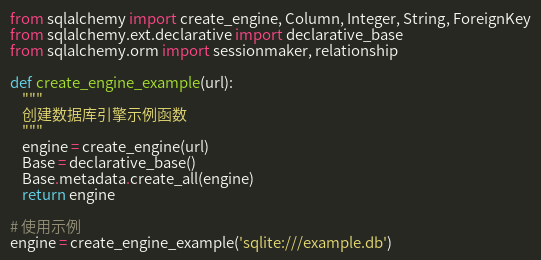 from sqlalchemy import create_engine, Column, Integer, String, ForeignKey
from sqlalchemy.ext.declarative import declarative_base
from sqlalchemy.orm import sessionmaker, relationship

def create_engine_example(url):
    """
    创建数据库引擎示例函数
    """
    engine = create_engine(url)
    Base = declarative_base()
    Base.metadata.create_all(engine)
    return engine

# 使用示例
engine = create_engine_example('sqlite:///example.db')